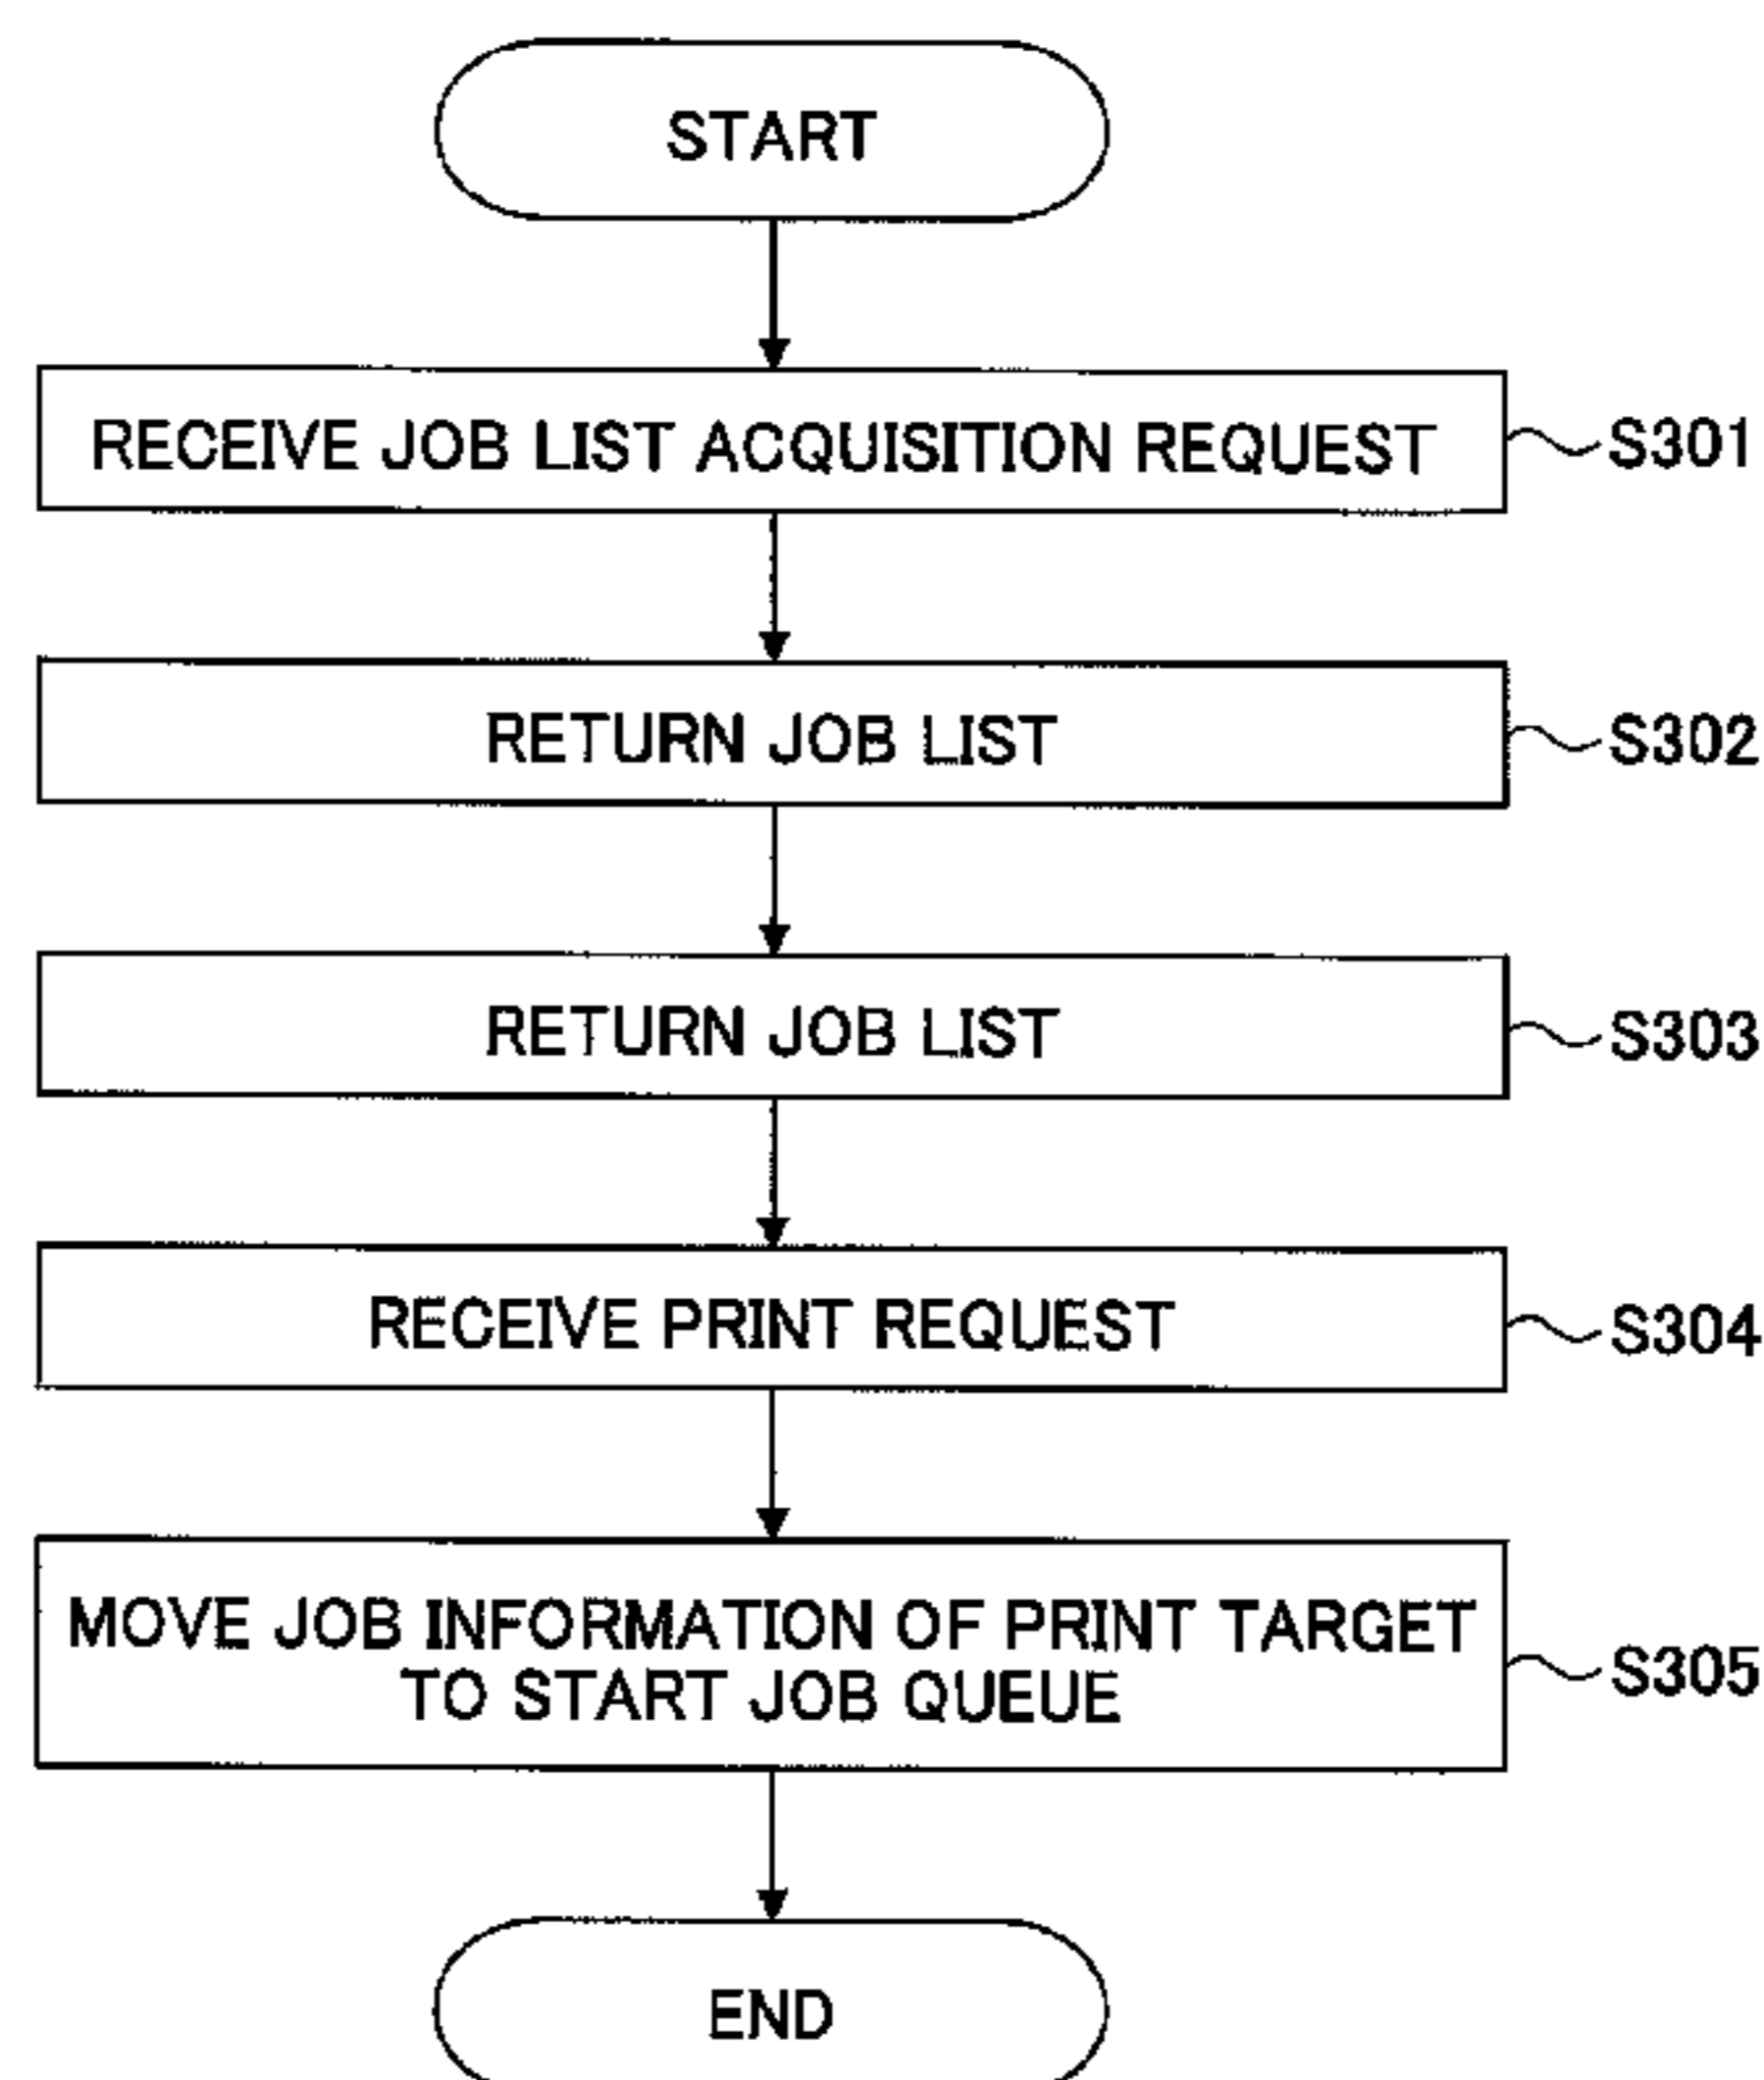 START
RECEIVE JOB LIST ACQUISITION REQUEST
S301
RETURN JOB LIST
S302
RETURN JOB LIST
S303
RECEIVE PRINT REQUEST
S304
MOVE JOB INFORMATION OF PRINT TARGET
TO START JOB QUEUE
S305
END